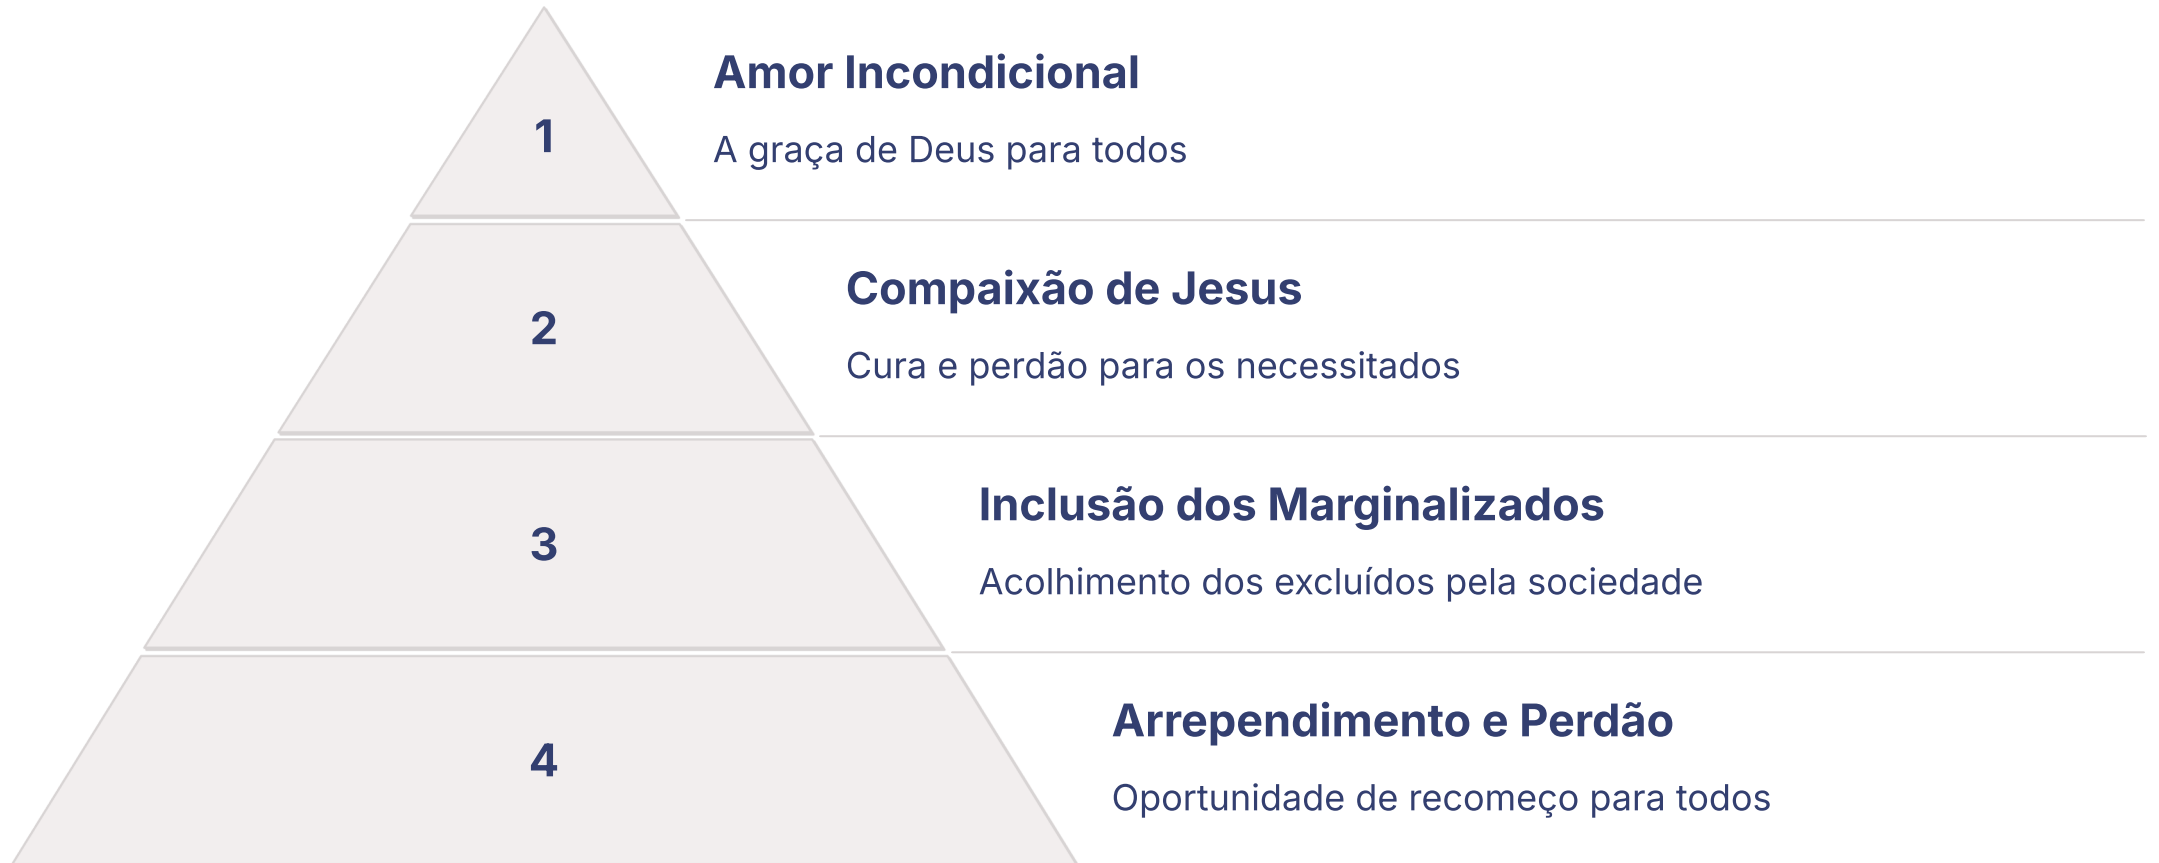 1
Amor Incondicional
A graça de Deus para todos
2
Compaixão de Jesus
Cura e perdão para os necessitados
3
Inclusão dos Marginalizados
Acolhimento dos excluídos pela sociedade
4
Arrependimento e Perdão
Oportunidade de recomeço para todos